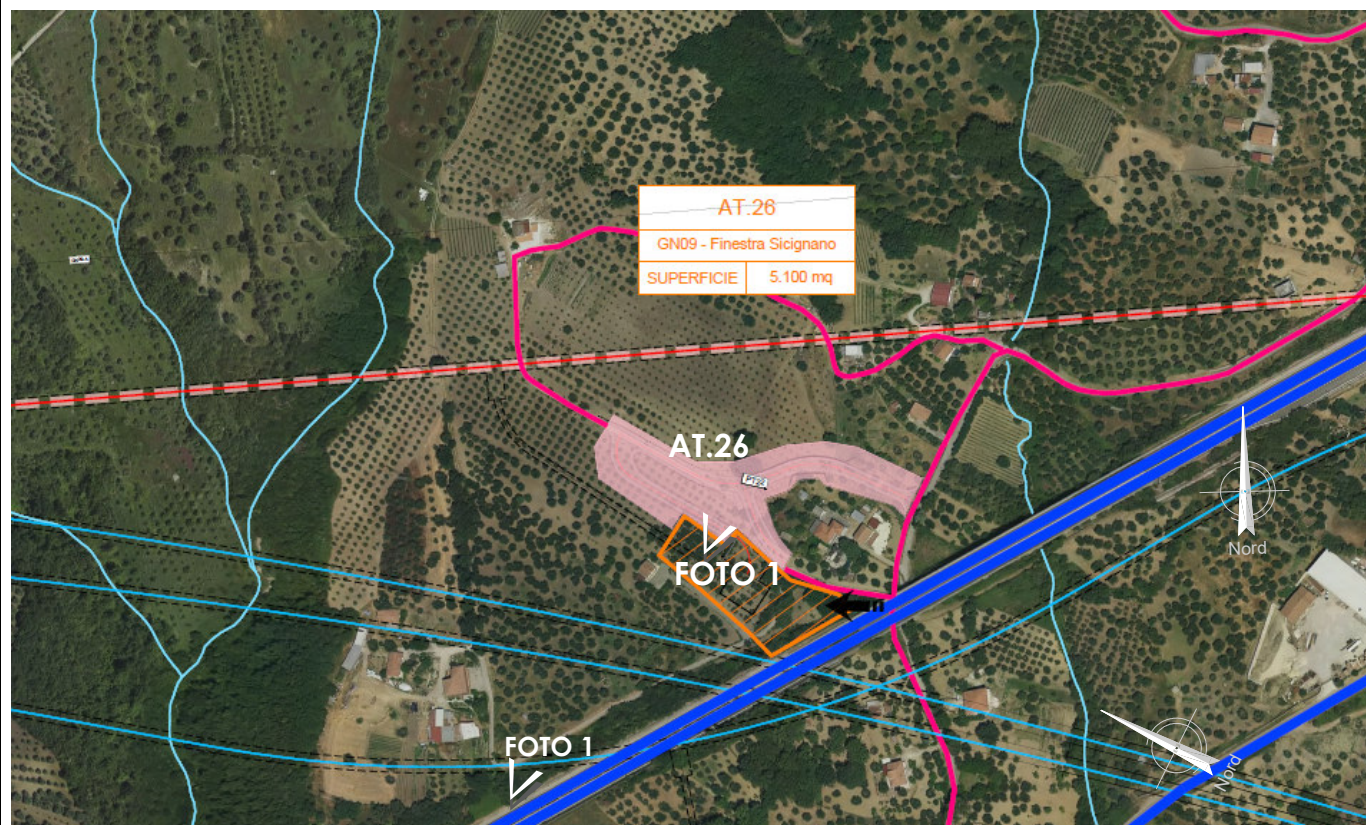 AT.26
GN09 - Finestra Sicignano
SUPERFICIE 5.100 mq
AT.26
Nord
FOTO 1
FOTO 1
Nord